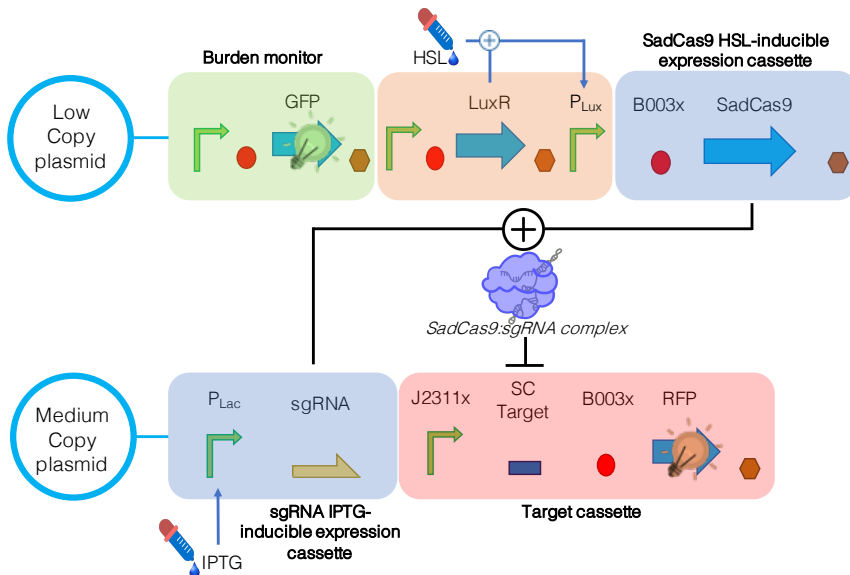 Burden monitor
SadCas9 HSL-inducible
expression cassette
HSL
Low
Copy
plasmid
GFP
LuxR
PLux
B003x
SadCas9
SadCas9:sgRNA complex
Medium
Copy
plasmid
PLac
sgRNA
J2311x
SC
Target
B003x
RFP
sgRNA IPTG-
inducible expression
cassette
Target cassette
IPTG